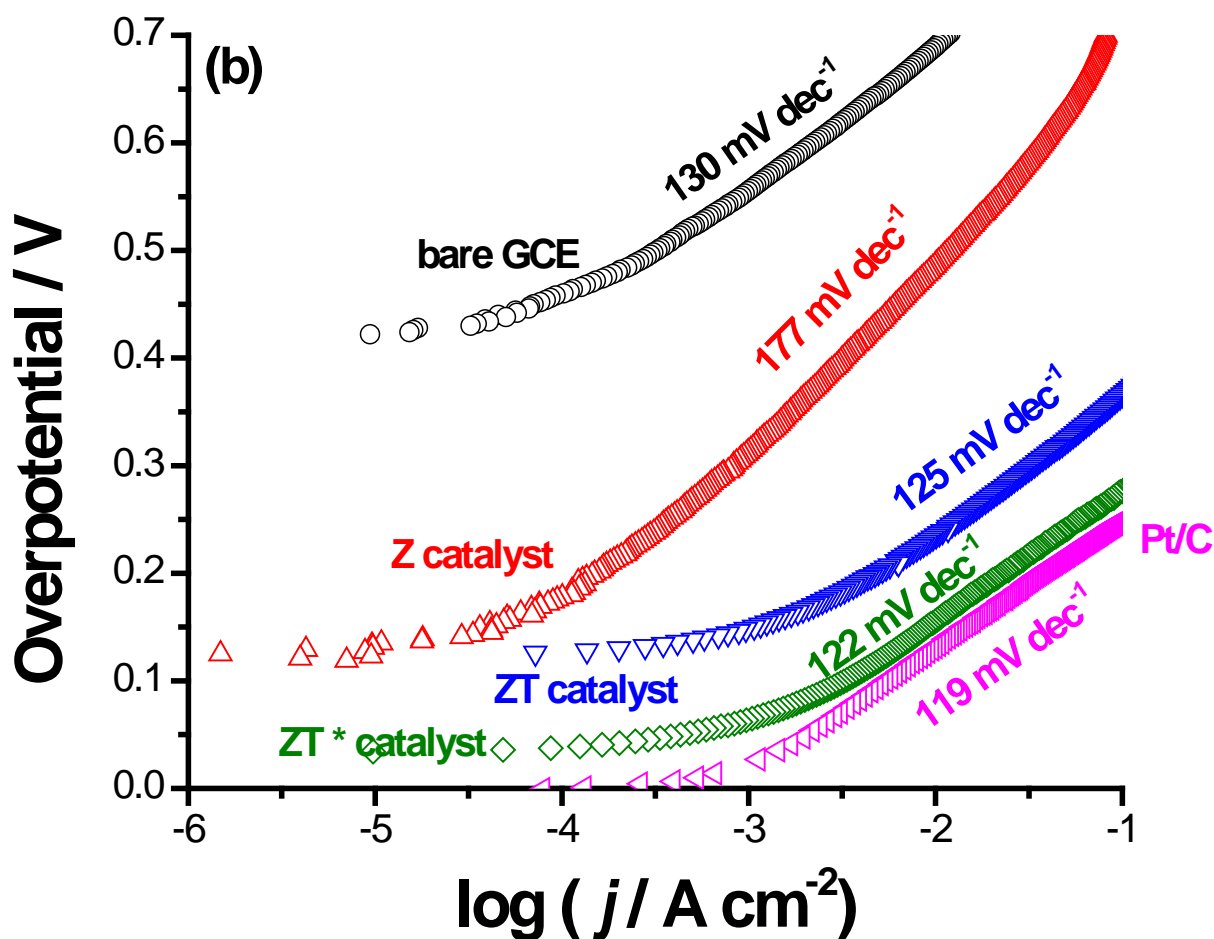 (b)
0.7
0.6
0.5
0.4
0.3
0.2
0.1
0.0
Overpotential / V
130 mV dec⁻¹
bare GCE
177 mV dec⁻¹
Z catalyst
125 mV dec⁻¹
ZT catalyst
122 mV dec⁻¹
ZT * catalyst
Pt/C
119 mV dec⁻¹
-6 -5 -4 -3 -2 -1
log ( j / A cm⁻²)